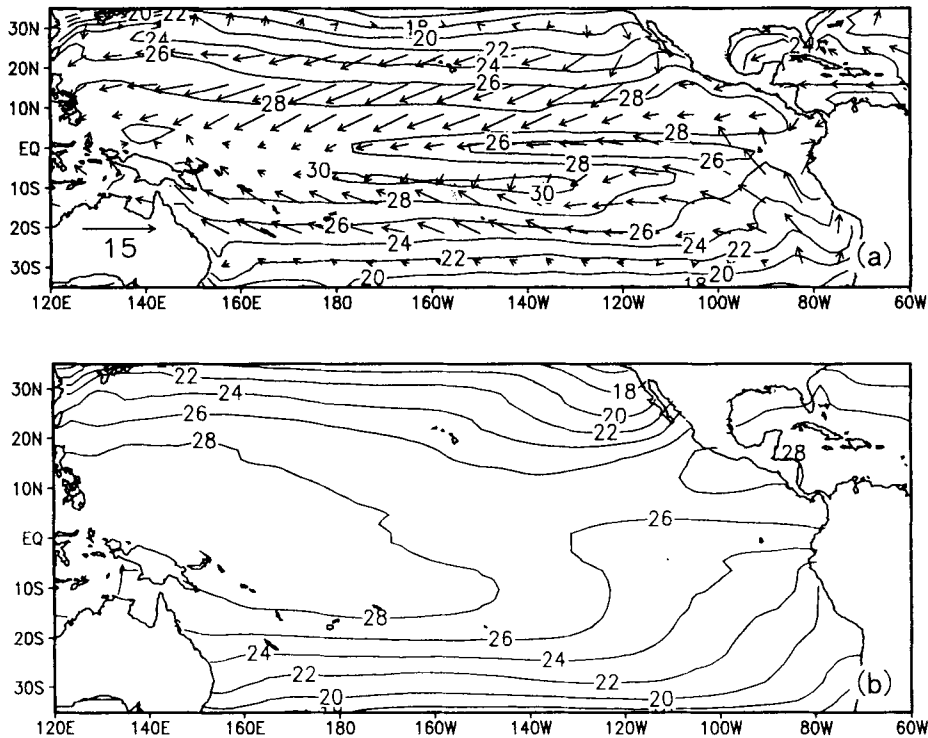 20 22 18
30N 24 20 24
26 22
20N 24
26
10N 28 28
28
EQ 26 26
28
10S 30 30
28
20S 26 26
15 24 24 22
30S 22 20 (a)
20 18
120E 140E 160E 180 160W 140W 120W 100W 80W 60W
30N 22 18
24 20
20N 26 22
28 28
10N
EQ 26
10S
28
20S 26
24 24
30S 22 22
20 20 (b)
120E 140E 160E 180 160W 140W 120W 100W 80W 60W